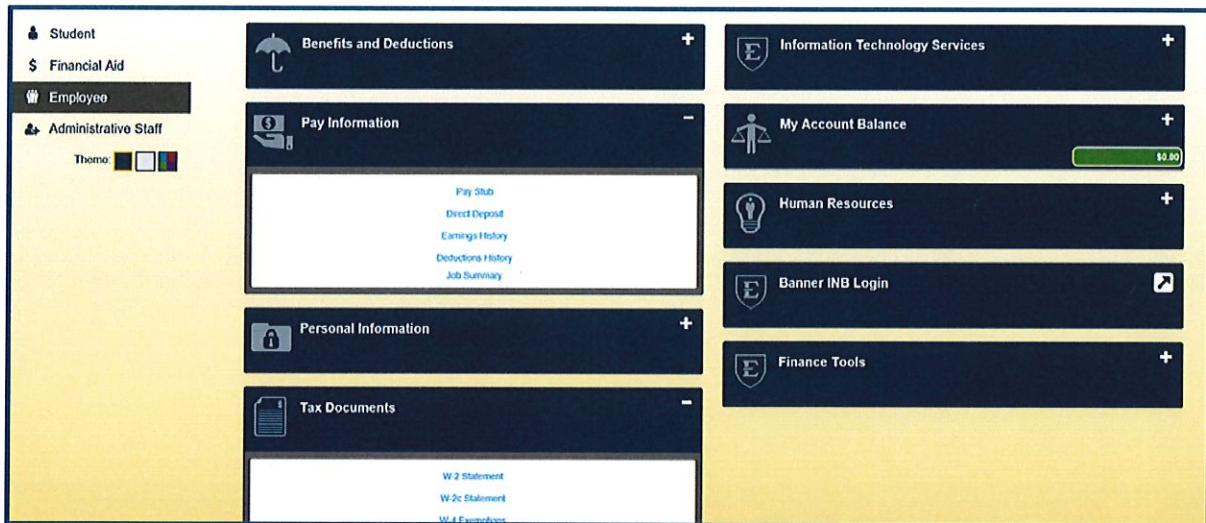 Student
Financial Aid
Employee
Administrative Staff
Theme:
Benefits and Deductions
Pay Information
Pay Stub
Direct Deposit
Earnings History
Deductions History
Job Summary
Personal Information
Tax Documents
W-2 Statement
W-2c Statement
W-4 Exemptions
Information Technology Services
My Account Balance
$0.00
Human Resources
Banner INB Login
Finance Tools